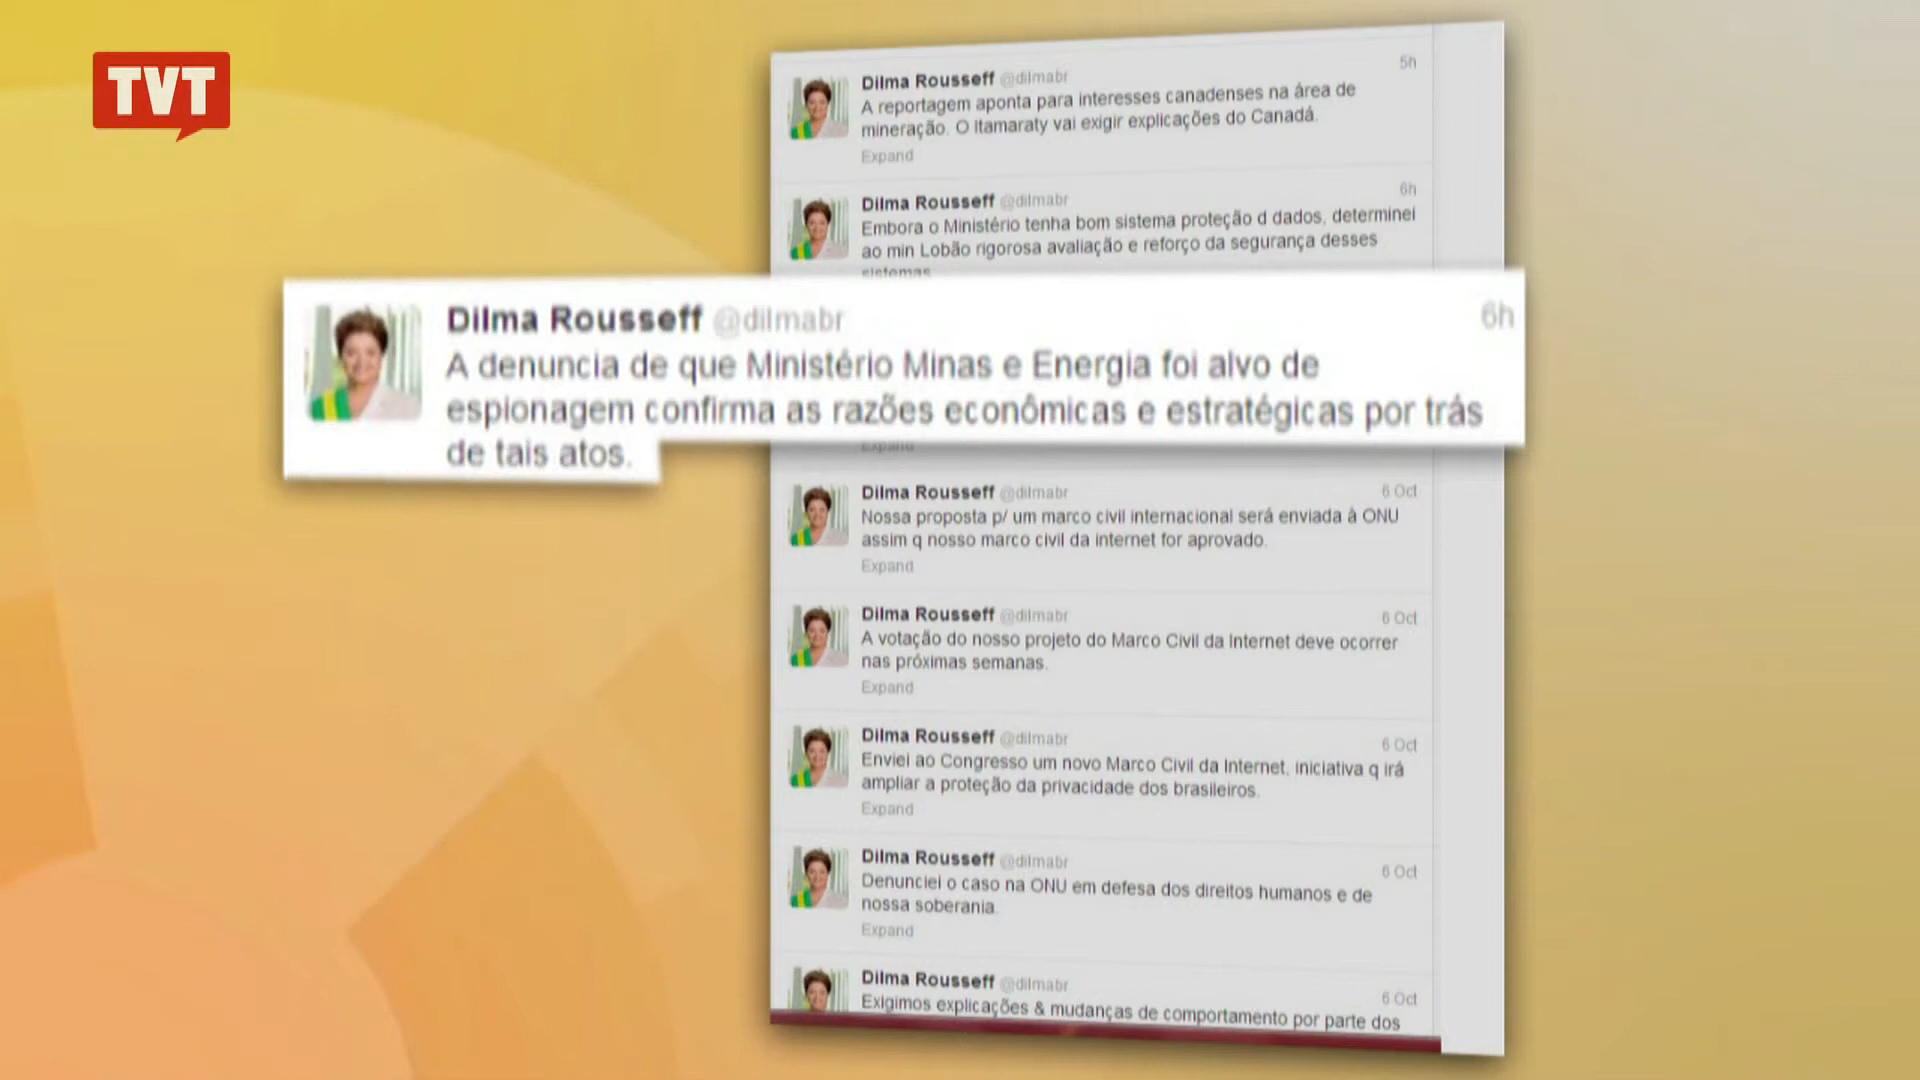 TVT
Dilma Rousseff @dilmabr 5h
A reportagem aponta para interesses canadenses na área de
mineração. O Itamaraty vai exigir explicações do Canadá.
Expand
Dilma Rousseff @dilmabr 6h
Embora o Ministério tenha bom sistema proteção d dados, determinei
ao min Lobão rigorosa avaliação e reforço da segurança desses
sistemas.
Dilma Rousseff @dilmabr 6h
A denuncia de que Ministério Minas e Energia foi alvo de
espionagem confirma as razões econômicas e estratégicas por trás
de tais atos.
Expand
Dilma Rousseff @dilmabr 6 Oct
Nossa proposta p/ um marco civil internacional será enviada à ONU
assim q nosso marco civil da internet for aprovado.
Expand
Dilma Rousseff @dilmabr 6 Oct
A votação do nosso projeto do Marco Civil da Internet deve ocorrer
nas próximas semanas.
Expand
Dilma Rousseff @dilmabr 6 Oct
Enviei ao Congresso um novo Marco Civil da Internet, iniciativa q irá
ampliar a proteção da privacidade dos brasileiros.
Expand
Dilma Rousseff @dilmabr 6 Oct
Denunciei o caso na ONU em defesa dos direitos humanos e de
nossa soberania.
Expand
Dilma Rousseff @dilmabr 6 Oct
Exigimos explicações & mudanças de comportamento por parte dos